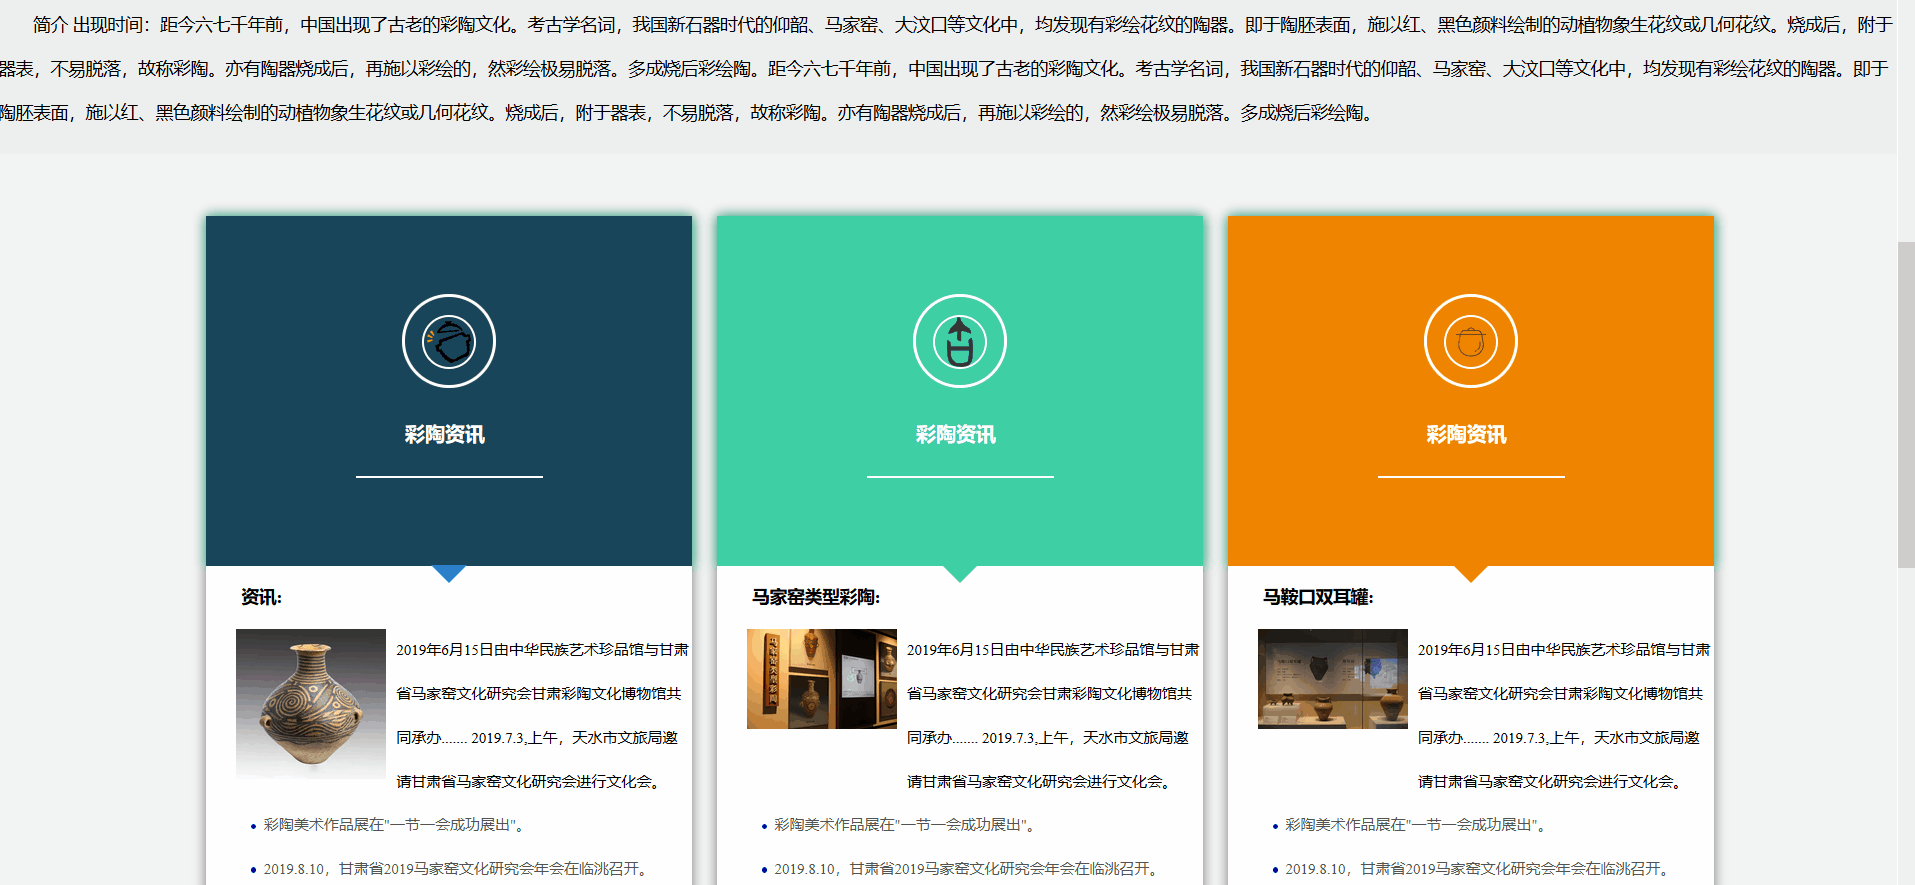 简介 出现时间：距今六七千年前，中国出现了古老的彩陶文化。考古学名词，我国新石器时代的仰韶、马家窑、大汶口等文化中，均发现有彩绘花纹的陶器。即于陶胚表面，施以红、黑色颜料绘制的动植物象生花纹或几何花纹。烧成后，附于
器表，不易脱落，故称彩陶。亦有陶器烧成后，再施以彩绘的，然彩绘极易脱落。多成烧后彩绘陶。距今六七千年前，中国出现了古老的彩陶文化。考古学名词，我国新石器时代的仰韶、马家窑、大汶口等文化中，均发现有彩绘花纹的陶器。即于
陶胚表面，施以红、黑色颜料绘制的动植物象生花纹或几何花纹。烧成后，附于器表，不易脱落，故称彩陶。亦有陶器烧成后，再施以彩绘的，然彩绘极易脱落。多成烧后彩绘陶。
彩陶资讯
资讯:
2019年6月15日由中华民族艺术珍品馆与甘肃
省马家窑文化研究会甘肃彩陶文化博物馆共
同承办....... 2019.7.3,上午，天水市文旅局邀
请甘肃省马家窑文化研究会进行文化会。
彩陶美术作品展在"一节一会成功展出"。
2019.8.10，甘肃省2019马家窑文化研究会年会在临洮召开。
彩陶资讯
马家窑类型彩陶:
马家窑类型彩陶
2019年6月15日由中华民族艺术珍品馆与甘肃
省马家窑文化研究会甘肃彩陶文化博物馆共
同承办....... 2019.7.3,上午，天水市文旅局邀
请甘肃省马家窑文化研究会进行文化会。
彩陶美术作品展在"一节一会成功展出"。
2019.8.10，甘肃省2019马家窑文化研究会年会在临洮召开。
彩陶资讯
马鞍口双耳罐:
2019年6月15日由中华民族艺术珍品馆与甘肃
省马家窑文化研究会甘肃彩陶文化博物馆共
同承办....... 2019.7.3,上午，天水市文旅局邀
请甘肃省马家窑文化研究会进行文化会。
彩陶美术作品展在"一节一会成功展出"。
2019.8.10，甘肃省2019马家窑文化研究会年会在临洮召开。